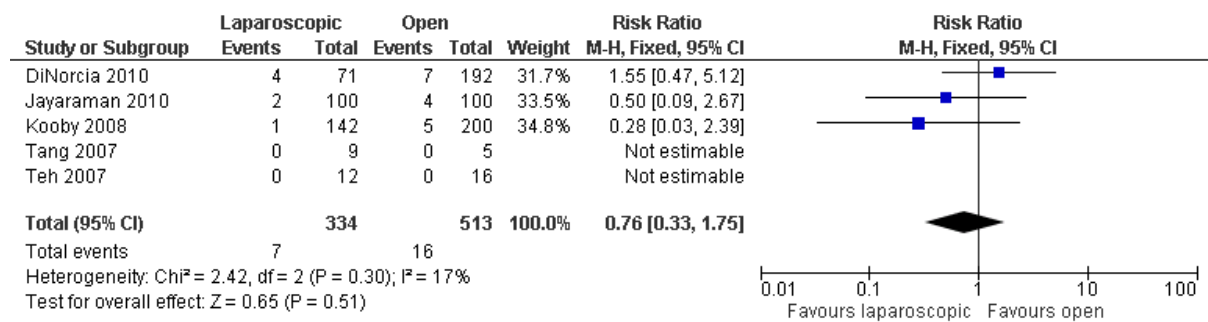 Laparoscopic Open Risk Ratio Risk Ratio
Study or Subgroup Events Total Events Total Weight M-H, Fixed, 95% CI M-H, Fixed, 95% CI
DiNorcia 2010 4 71 7 192 31.7% 1.55 [0.47, 5.12]
Jayaraman 2010 2 100 4 100 33.5% 0.50 [0.09, 2.67]
Kooby 2008 1 142 5 200 34.8% 0.28 [0.03, 2.39]
Tang 2007 0 9 0 5 Not estimable
Teh 2007 0 12 0 16 Not estimable
Total (95% CI) 334 513 100.0% 0.76 [0.33, 1.75]
Total events 7 16
Heterogeneity: Chi² = 2.42, df = 2 (P = 0.30); I² = 17%
Test for overall effect: Z = 0.65 (P = 0.51)
0.01 0.1 1 10 100
Favours laparoscopic Favours open